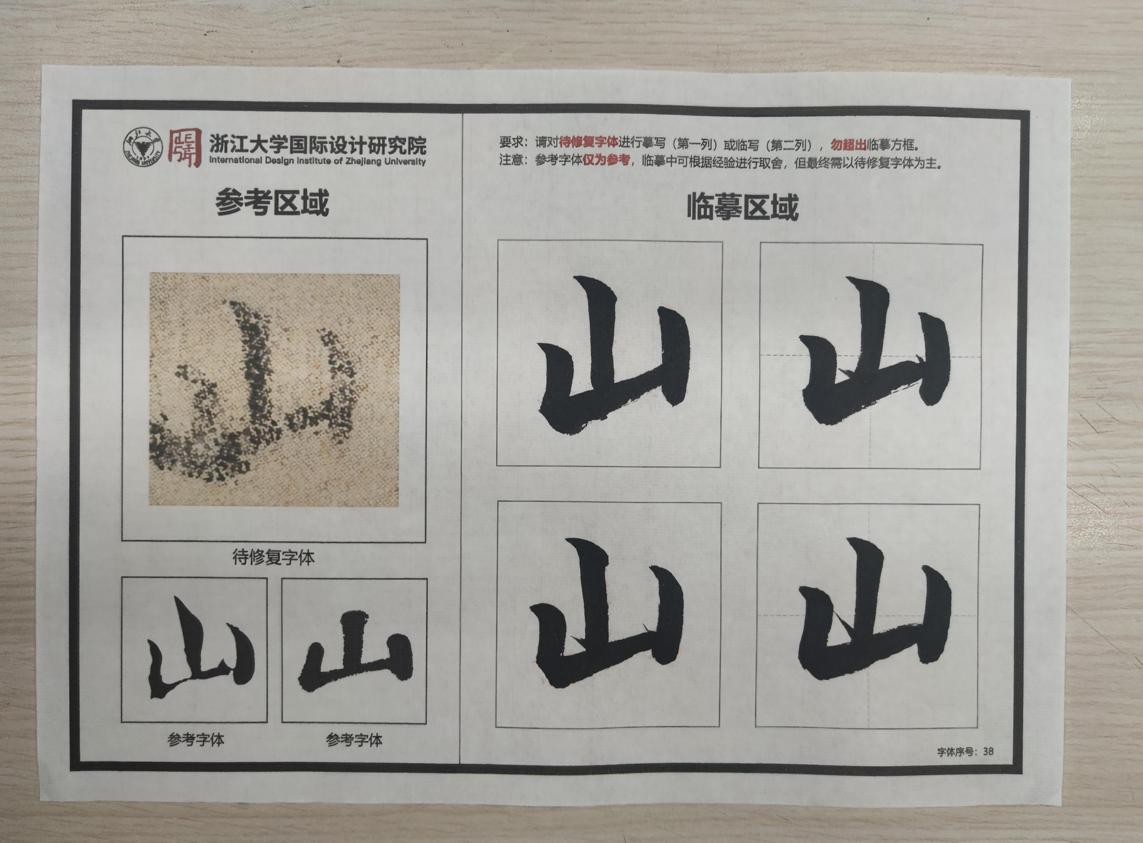 浙江大学国际设计研究院
International Design Institute of Zhejiang University
参考区域
山
待修复字体
山 山
参考字体 参考字体
要求：请对待修复字体进行摹写（第一列）或临写（第二列），勿超出临摹方框。
注意：参考字体仅为参考，临摹中可根据经验进行取舍，但最终需以待修复字体为主。
临摹区域
山 山
山 山
字体序号：38